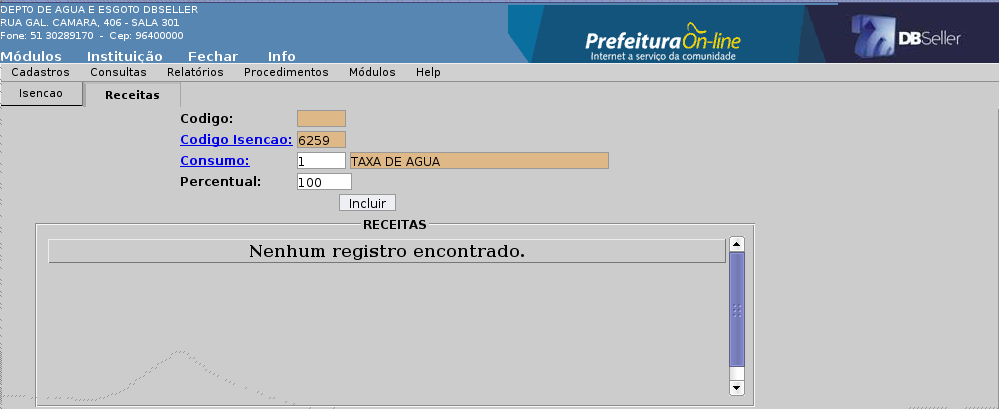 DEPTO DE AGUA E ESGOTO DBSELLER
RUA GAL. CAMARA, 406 - SALA 301
Fone: 51 30289170 - Cep: 96400000
PrefeituraOn-line
Internet a serviço da comunidade
DBSeller
Módulos Instituição Fechar Info
Cadastros Consultas Relatórios Procedimentos Módulos Help
Isencao Receitas
Codigo:
Codigo Isencao: 6259
Consumo: 1 TAXA DE AGUA
Percentual: 100
Incluir
RECEITAS
Nenhum registro encontrado.